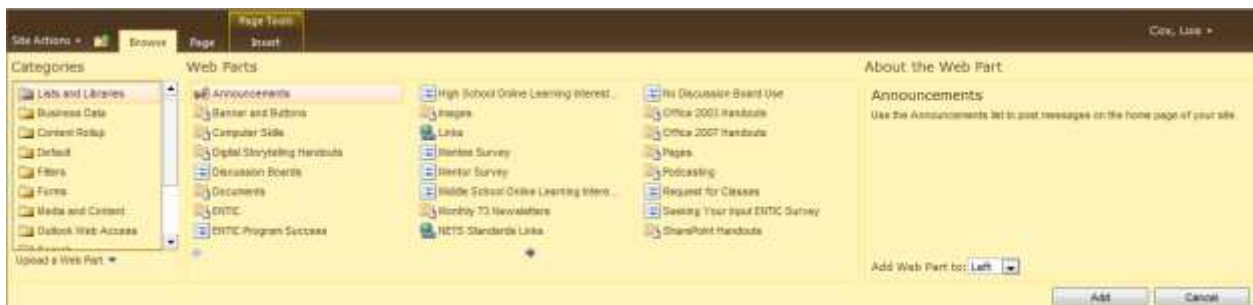 Page Tools
Site Actions
Browse
Page
Insert
Cox, Lois
Categories
Lists and Libraries
Business Data
Content Rollup
Default
Filters
Forms
Media and Content
Outlook Web Access
Upload a Web Part
Web Parts
Announcements
Banner and Buttons
Computer Skills
Digital Storytelling Handouts
Discussion Boards
Documents
ENTIC
ENTIC Program Success
High School Online Learning Interest...
Images
Links
Mentee Survey
Mentor Survey
Middle School Online Learning Intere...
Monthly T3 Newsletters
NETS Standards Links
No Discussion Board Use
Office 2003 Handouts
Office 2007 Handouts
Pages
Podcasting
Request for Classes
Seeking Your Input ENTIC Survey
SharePoint Handouts
About the Web Part
Announcements
Use the Announcements list to post messages on the home page of your site.
Add Web Part to: Left
Add
Cancel